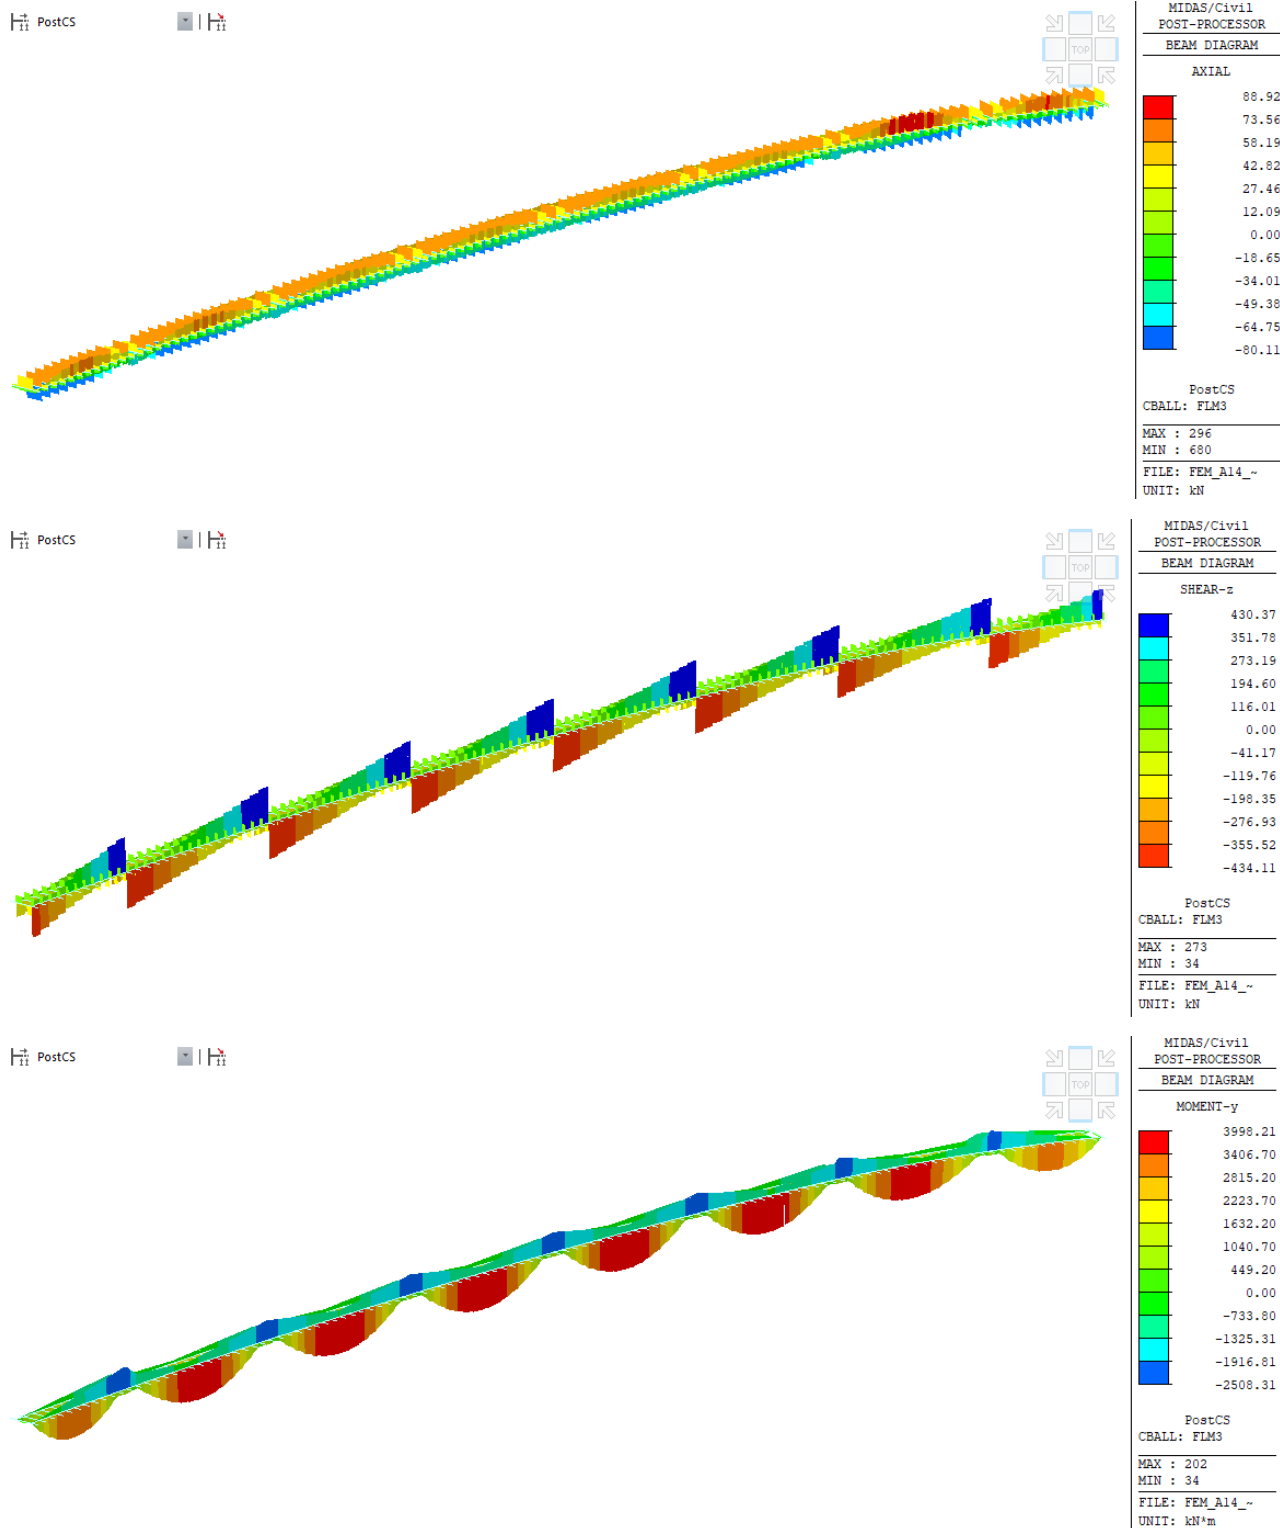 PostCS
TOP
MIDAS/Civil
POST-PROCESSOR
BEAM DIAGRAM
AXIAL
88.92
73.56
58.19
42.82
27.46
12.09
0.00
-18.65
-34.01
-49.38
-64.75
-80.11
PostCS
CBALL: FLM3
MAX : 296
MIN : 680
FILE: FEM_A14_~
UNIT: kN
PostCS
TOP
MIDAS/Civil
POST-PROCESSOR
BEAM DIAGRAM
SHEAR-z
430.37
351.78
273.19
194.60
116.01
0.00
-41.17
-119.76
-198.35
-276.93
-355.52
-434.11
PostCS
CBALL: FLM3
MAX : 273
MIN : 34
FILE: FEM_A14_~
UNIT: kN
PostCS
TOP
MIDAS/Civil
POST-PROCESSOR
BEAM DIAGRAM
MOMENT-y
3998.21
3406.70
2815.20
2223.70
1632.20
1040.70
449.20
0.00
-733.80
-1325.31
-1916.81
-2508.31
PostCS
CBALL: FLM3
MAX : 202
MIN : 34
FILE: FEM_A14_~
UNIT: kN*m